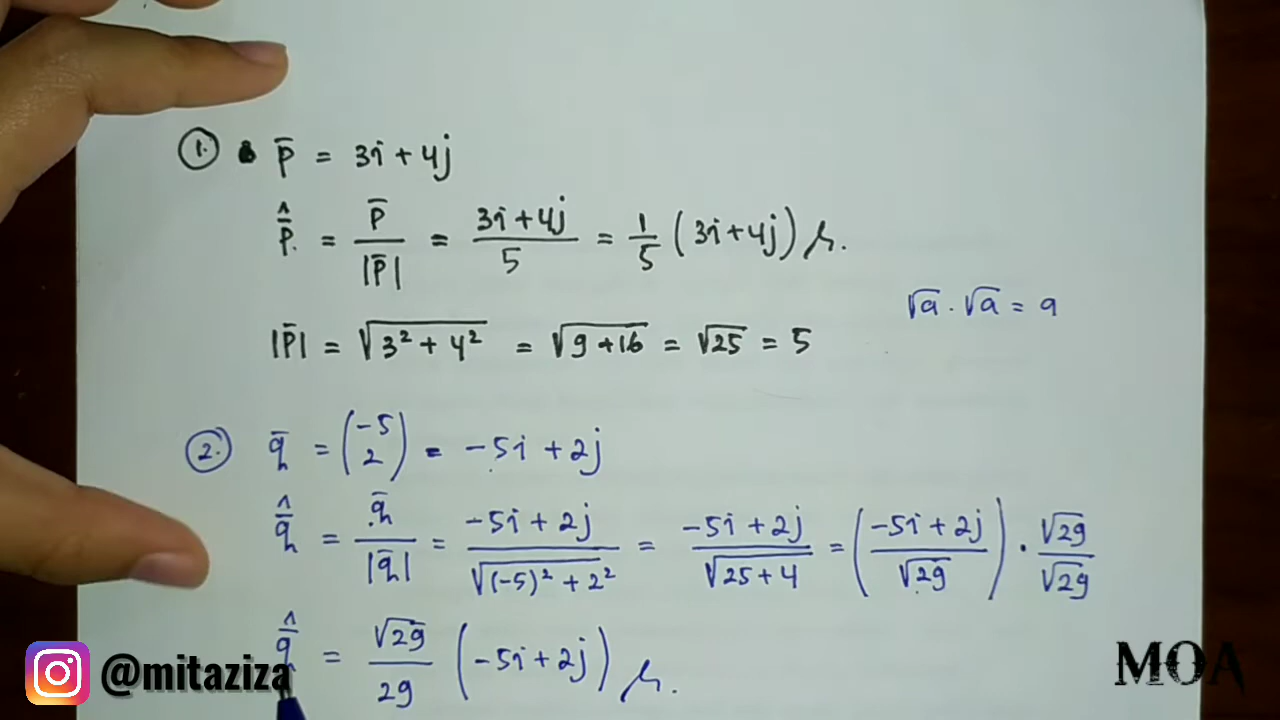 1. p̄ = 3i + 4j
p̄̂ = p̄ / |p̄| = (3i + 4j) / 5 = 1/5 (3i + 4j)
√a . √a = a
|p̄| = √(3² + 4²) = √(9 + 16) = √25 = 5
2. q̄ = (-5 2) = -5i + 2j
q̄̂ = q̄ / |q̄| = (-5i + 2j) / √((-5)² + 2²) = (-5i + 2j) / √(25 + 4) = ((-5i + 2j) / √29) . √29 / √29
q̄̂ = √29 / 29 (-5i + 2j)
@mitaziza
MOA